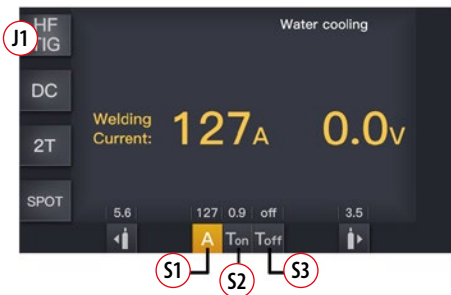 HF
J1
TIG
Water cooling
DC
Welding
Current:
127A
0.0V
2T
SPOT
5.6
127
0.9
off
3.5
A
Ton
Toff
S1
S2
S3